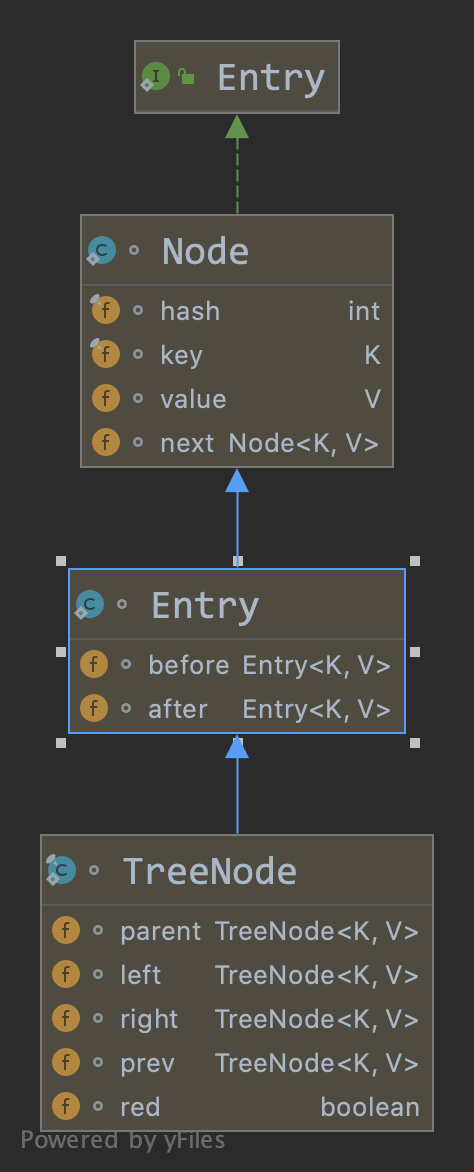 Entry
Node
hash int
key K
value V
next Node<K, V>
Entry
before Entry<K, V>
after Entry<K, V>
TreeNode
parent TreeNode<K, V>
left TreeNode<K, V>
right TreeNode<K, V>
prev TreeNode<K, V>
red boolean
Powered by yFiles